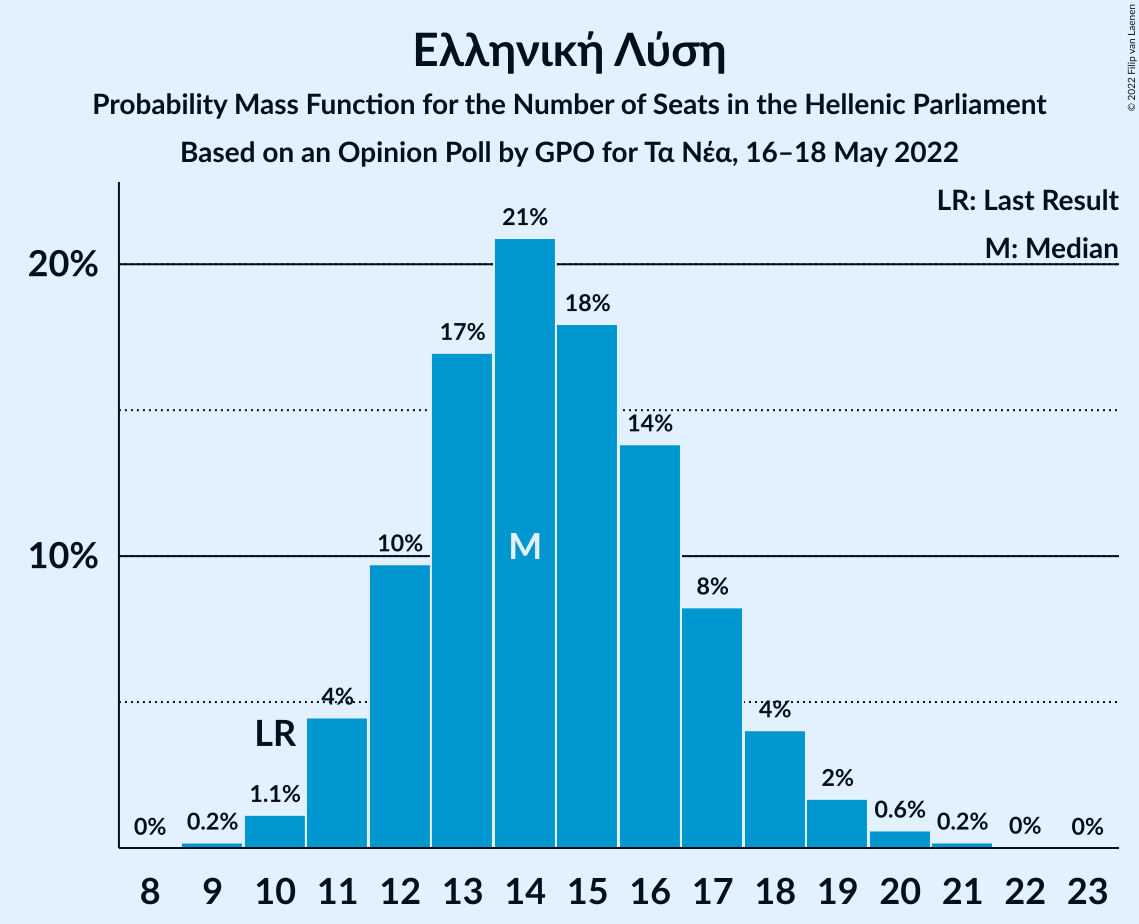 Ελληνική Λύση
Probability Mass Function for the Number of Seats in the Hellenic Parliament
Based on an Opinion Poll by GPO for Τα Νέα, 16–18 May 2022
© 2022 Filip van Laenen
LR: Last Result
M: Median
20%
10%
0%
0.2%
1.1%
4%
10%
17%
21%
18%
14%
8%
4%
2%
0.6%
0.2%
0%
0%
LR
M
8 9 10 11 12 13 14 15 16 17 18 19 20 21 22 23